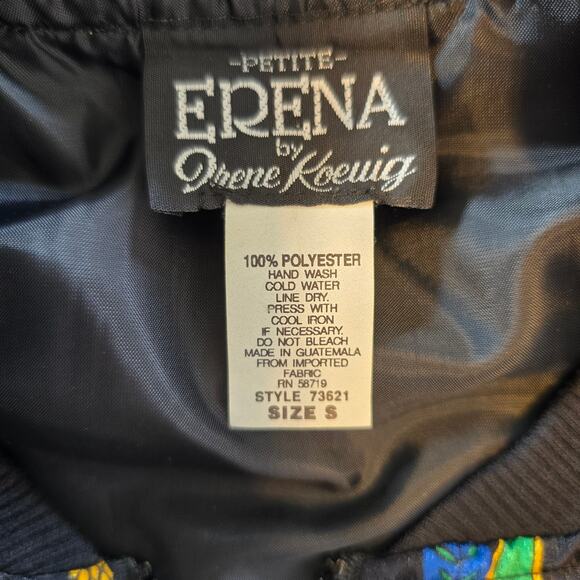 -PETITE-
ERENA
by
Irene Koewig
100% POLYESTER
HAND WASH
COLD WATER
LINE DRY.
PRESS WITH
COOL IRON
IF NECESSARY.
DO NOT BLEACH
MADE IN GUATEMALA
FROM IMPORTED
FABRIC
RN 58719
STYLE 73621
SIZE S